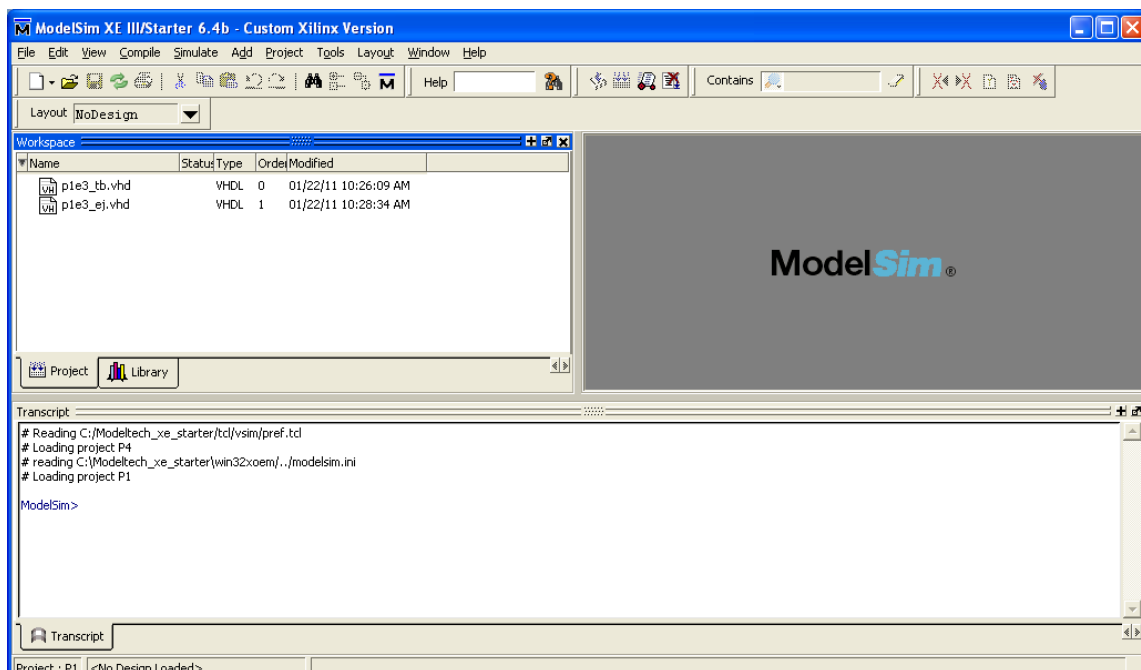 ModelSim XE III/Starter 6.4b - Custom Xilinx Version
File Edit View Compile Simulate Add Project Tools Layout Window Help
Help Contains
Layout NoDesign
Workspace
Name Status Type Order Modified
p1e3_tb.vhd VHDL 0 01/22/11 10:26:09 AM
p1e3_ej.vhd VHDL 1 01/22/11 10:28:34 AM
ModelSim ®
Project Library
Transcript
# Reading C:/Modeltech_xe_starter/tcl/vsim/pref.tcl
# Loading project P4
# reading C:\Modeltech_xe_starter\win32xoem/../modelsim.ini
# Loading project P1
ModelSim>
Transcript
Project : P1 <No Design Loaded>